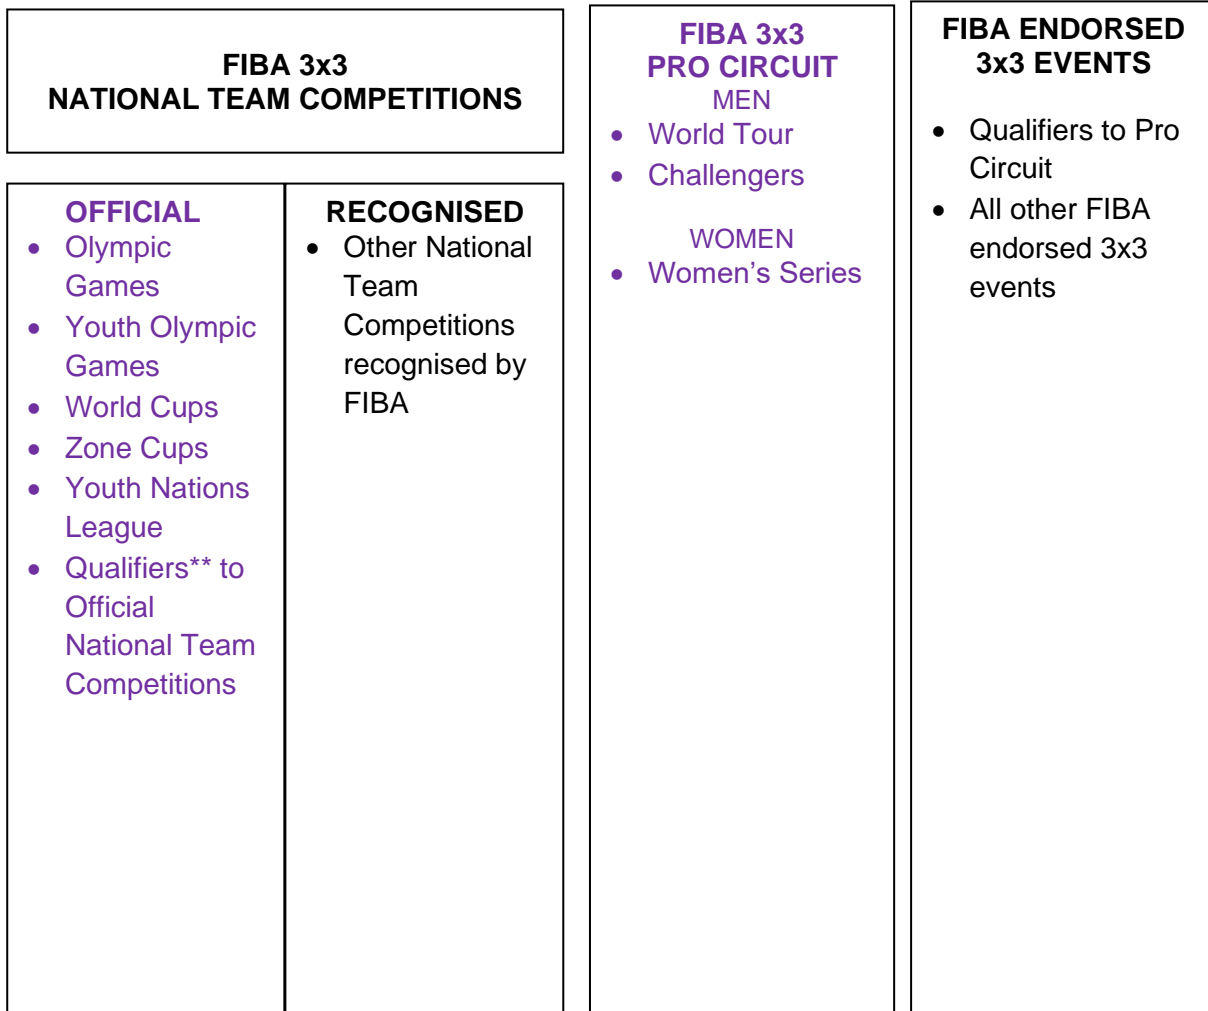 FIBA 3x3
NATIONAL TEAM COMPETITIONS
OFFICIAL
• Olympic
Games
• Youth Olympic
Games
• World Cups
• Zone Cups
• Youth Nations
League
• Qualifiers** to
Official
National Team
Competitions
RECOGNISED
• Other National
Team
Competitions
recognised by
FIBA
FIBA 3x3
PRO CIRCUIT
MEN
• World Tour
• Challengers
WOMEN
• Women’s Series
FIBA ENDORSED
3x3 EVENTS
• Qualifiers to Pro
Circuit
• All other FIBA
endorsed 3x3
events